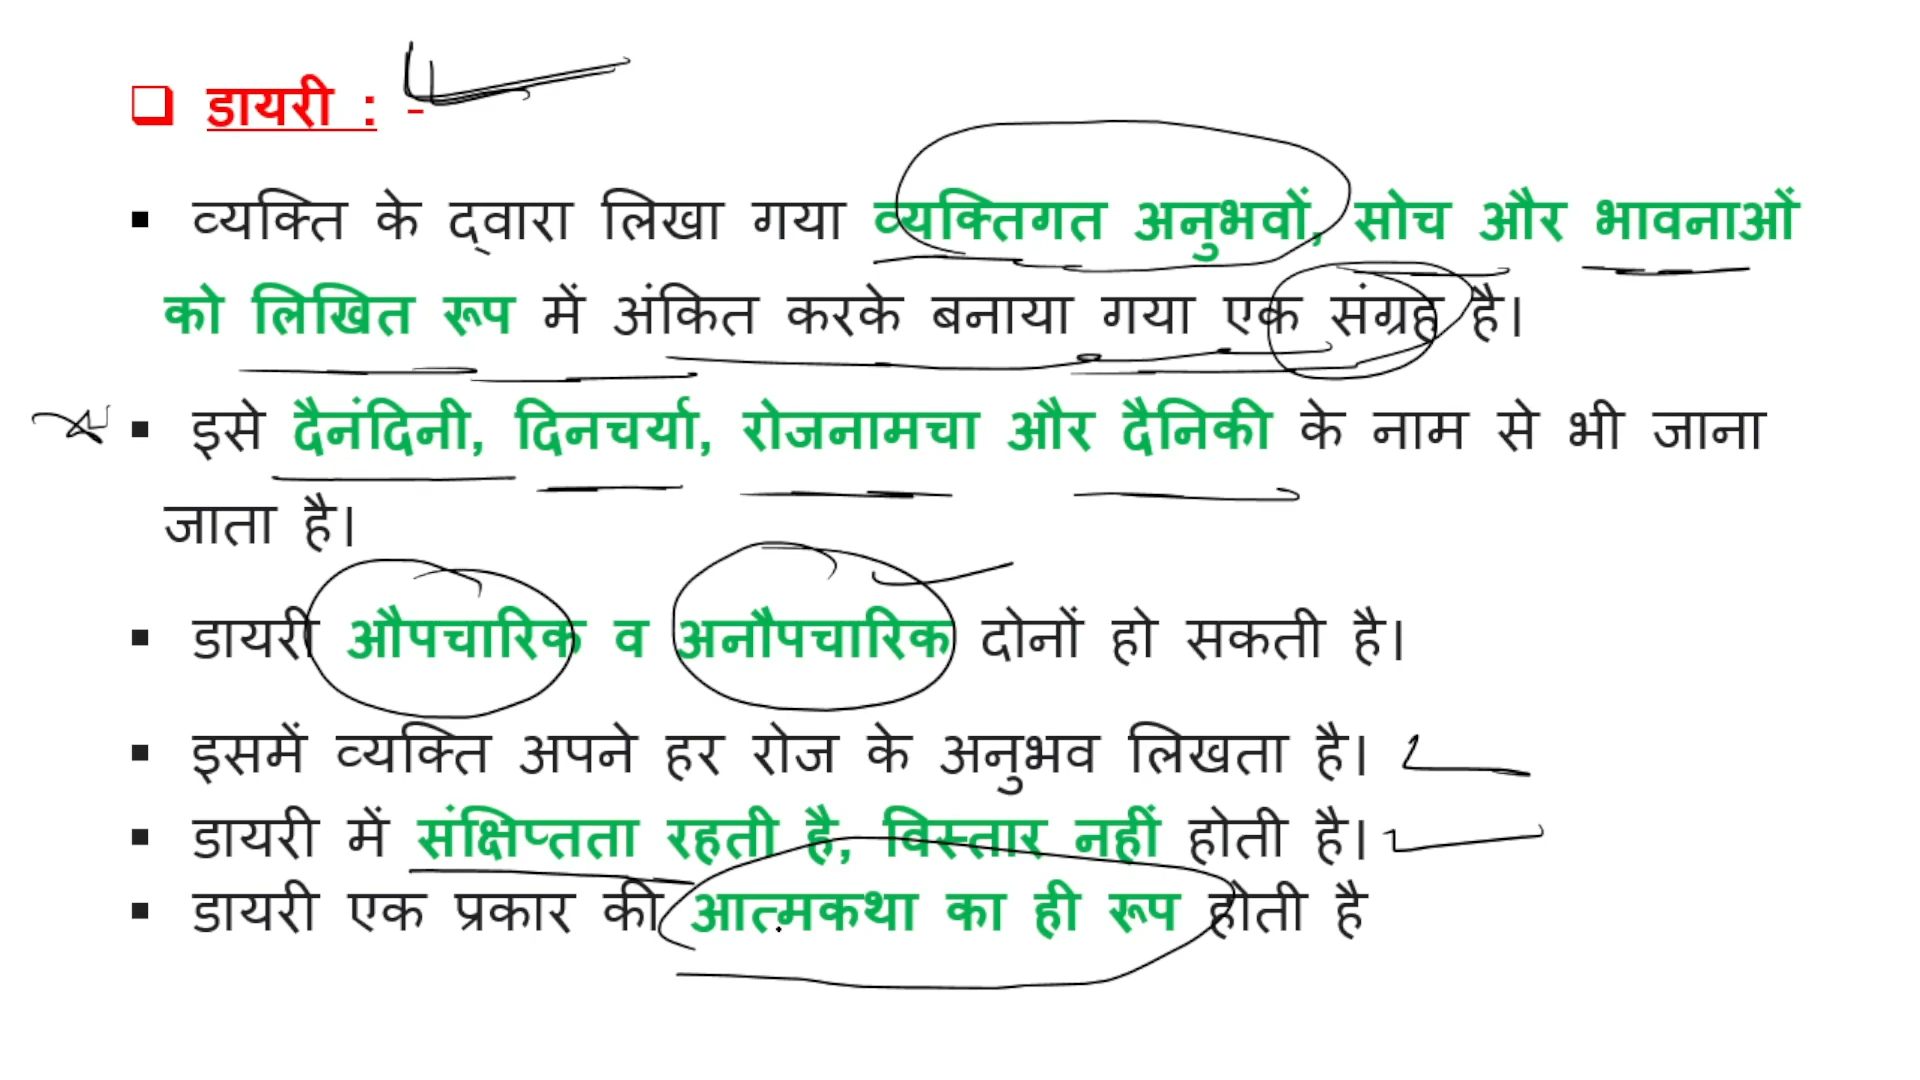 डायरी : -
व्यक्ति के द्वारा लिखा गया व्यक्तिगत अनुभवों, सोच और भावनाओं
को लिखित रूप में अंकित करके बनाया गया एक संग्रह है।
इसे दैनंदिनी, दिनचर्या, रोजनामचा और दैनिकी के नाम से भी जाना
जाता है।
डायरी औपचारिक व अनौपचारिक दोनों हो सकती है।
इसमें व्यक्ति अपने हर रोज के अनुभव लिखता है।
डायरी में संक्षिप्तता रहती है, विस्तार नहीं होती है।
डायरी एक प्रकार की आत्मकथा का ही रूप होती है